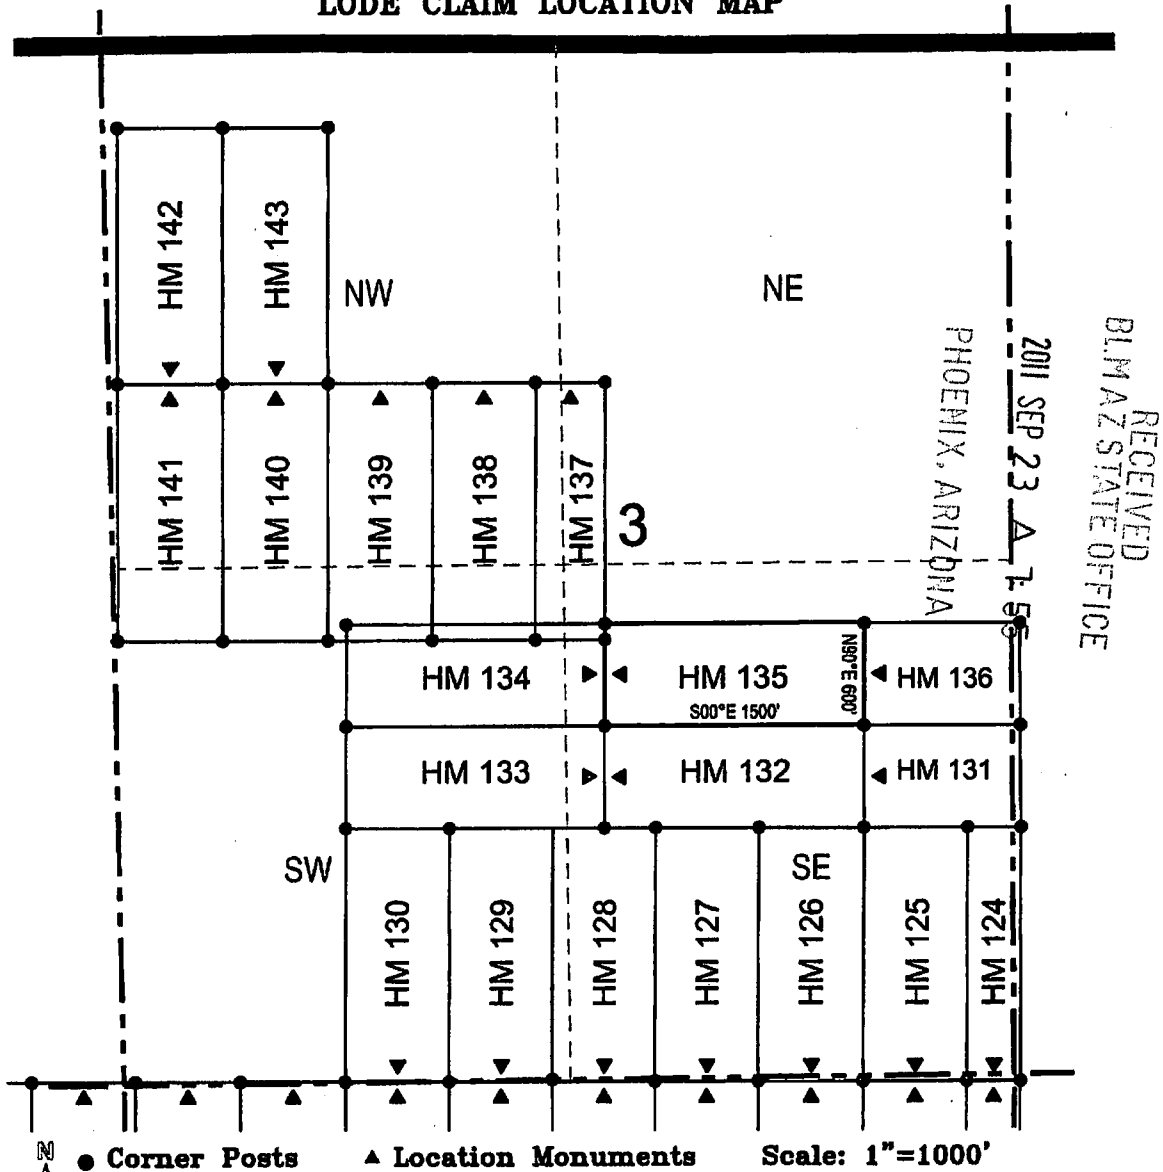 LODE CLAIM LOCATION MAP
HM 142
HM 143
NW
NE
HM 141
HM 140
HM 139
HM 138
HM 137
3
RECEIVED
BLM AZ STATE OFFICE
2011 SEP 23 A 7:55
PHOENIX, ARIZONA
HM 134
HM 135
S00°E 1500'
N90°E 600'
HM 136
HM 133
HM 132
HM 131
SW
SE
HM 130
HM 129
HM 128
HM 127
HM 126
HM 125
HM 124
N
Corner Posts
Location Monuments
Scale: 1"=1000'